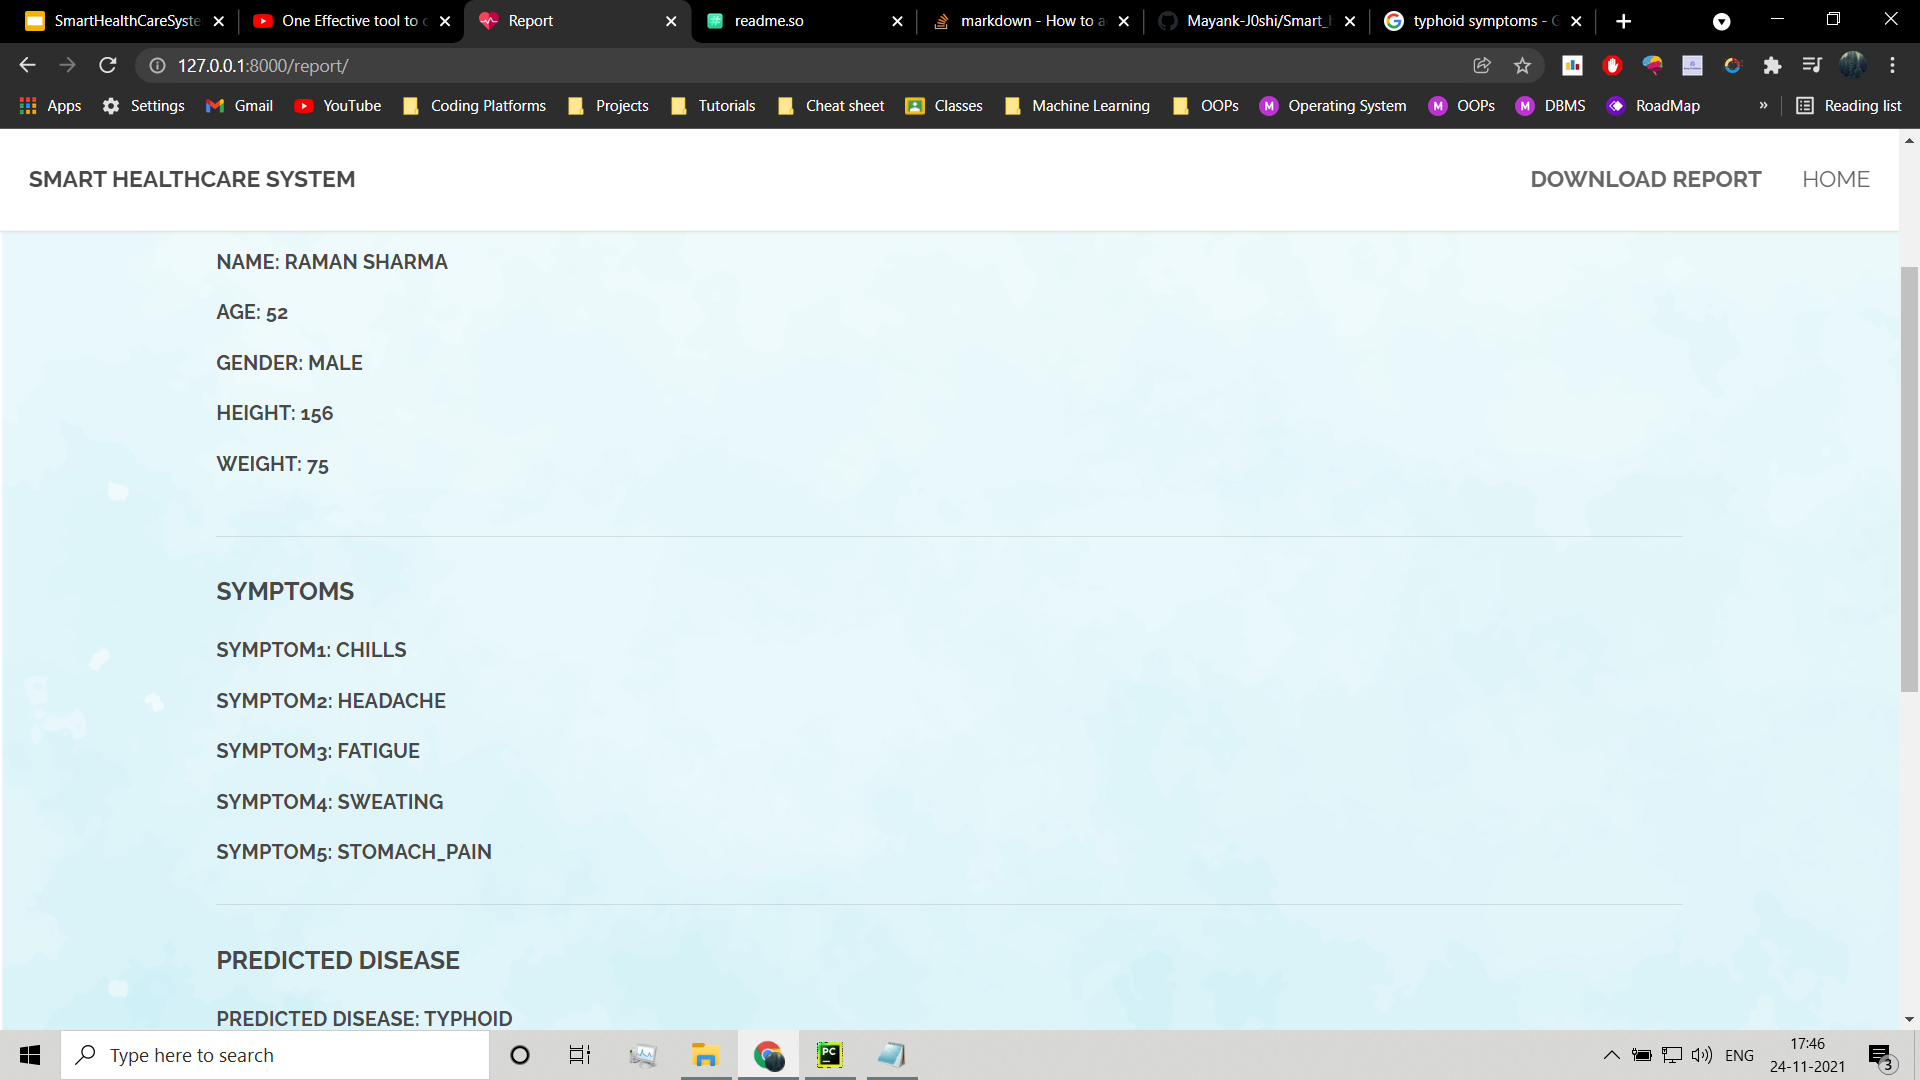 SmartHealthCareSyste
One Effective tool to c
Report
readme.so
markdown - How to a
Mayank-J0shi/Smart_h
typhoid symptoms - G
127.0.0.1:8000/report/
Apps
Settings
Gmail
YouTube
Coding Platforms
Projects
Tutorials
Cheat sheet
Classes
Machine Learning
OOPs
M
Operating System
M
OOPs
M
DBMS
RoadMap
»
Reading list
SMART HEALTHCARE SYSTEM
DOWNLOAD REPORT
HOME
NAME: RAMAN SHARMA
AGE: 52
GENDER: MALE
HEIGHT: 156
WEIGHT: 75
SYMPTOMS
SYMPTOM1: CHILLS
SYMPTOM2: HEADACHE
SYMPTOM3: FATIGUE
SYMPTOM4: SWEATING
SYMPTOM5: STOMACH_PAIN
PREDICTED DISEASE
PREDICTED DISEASE: TYPHOID
Type here to search
PC
ENG
17:46
24-11-2021
3